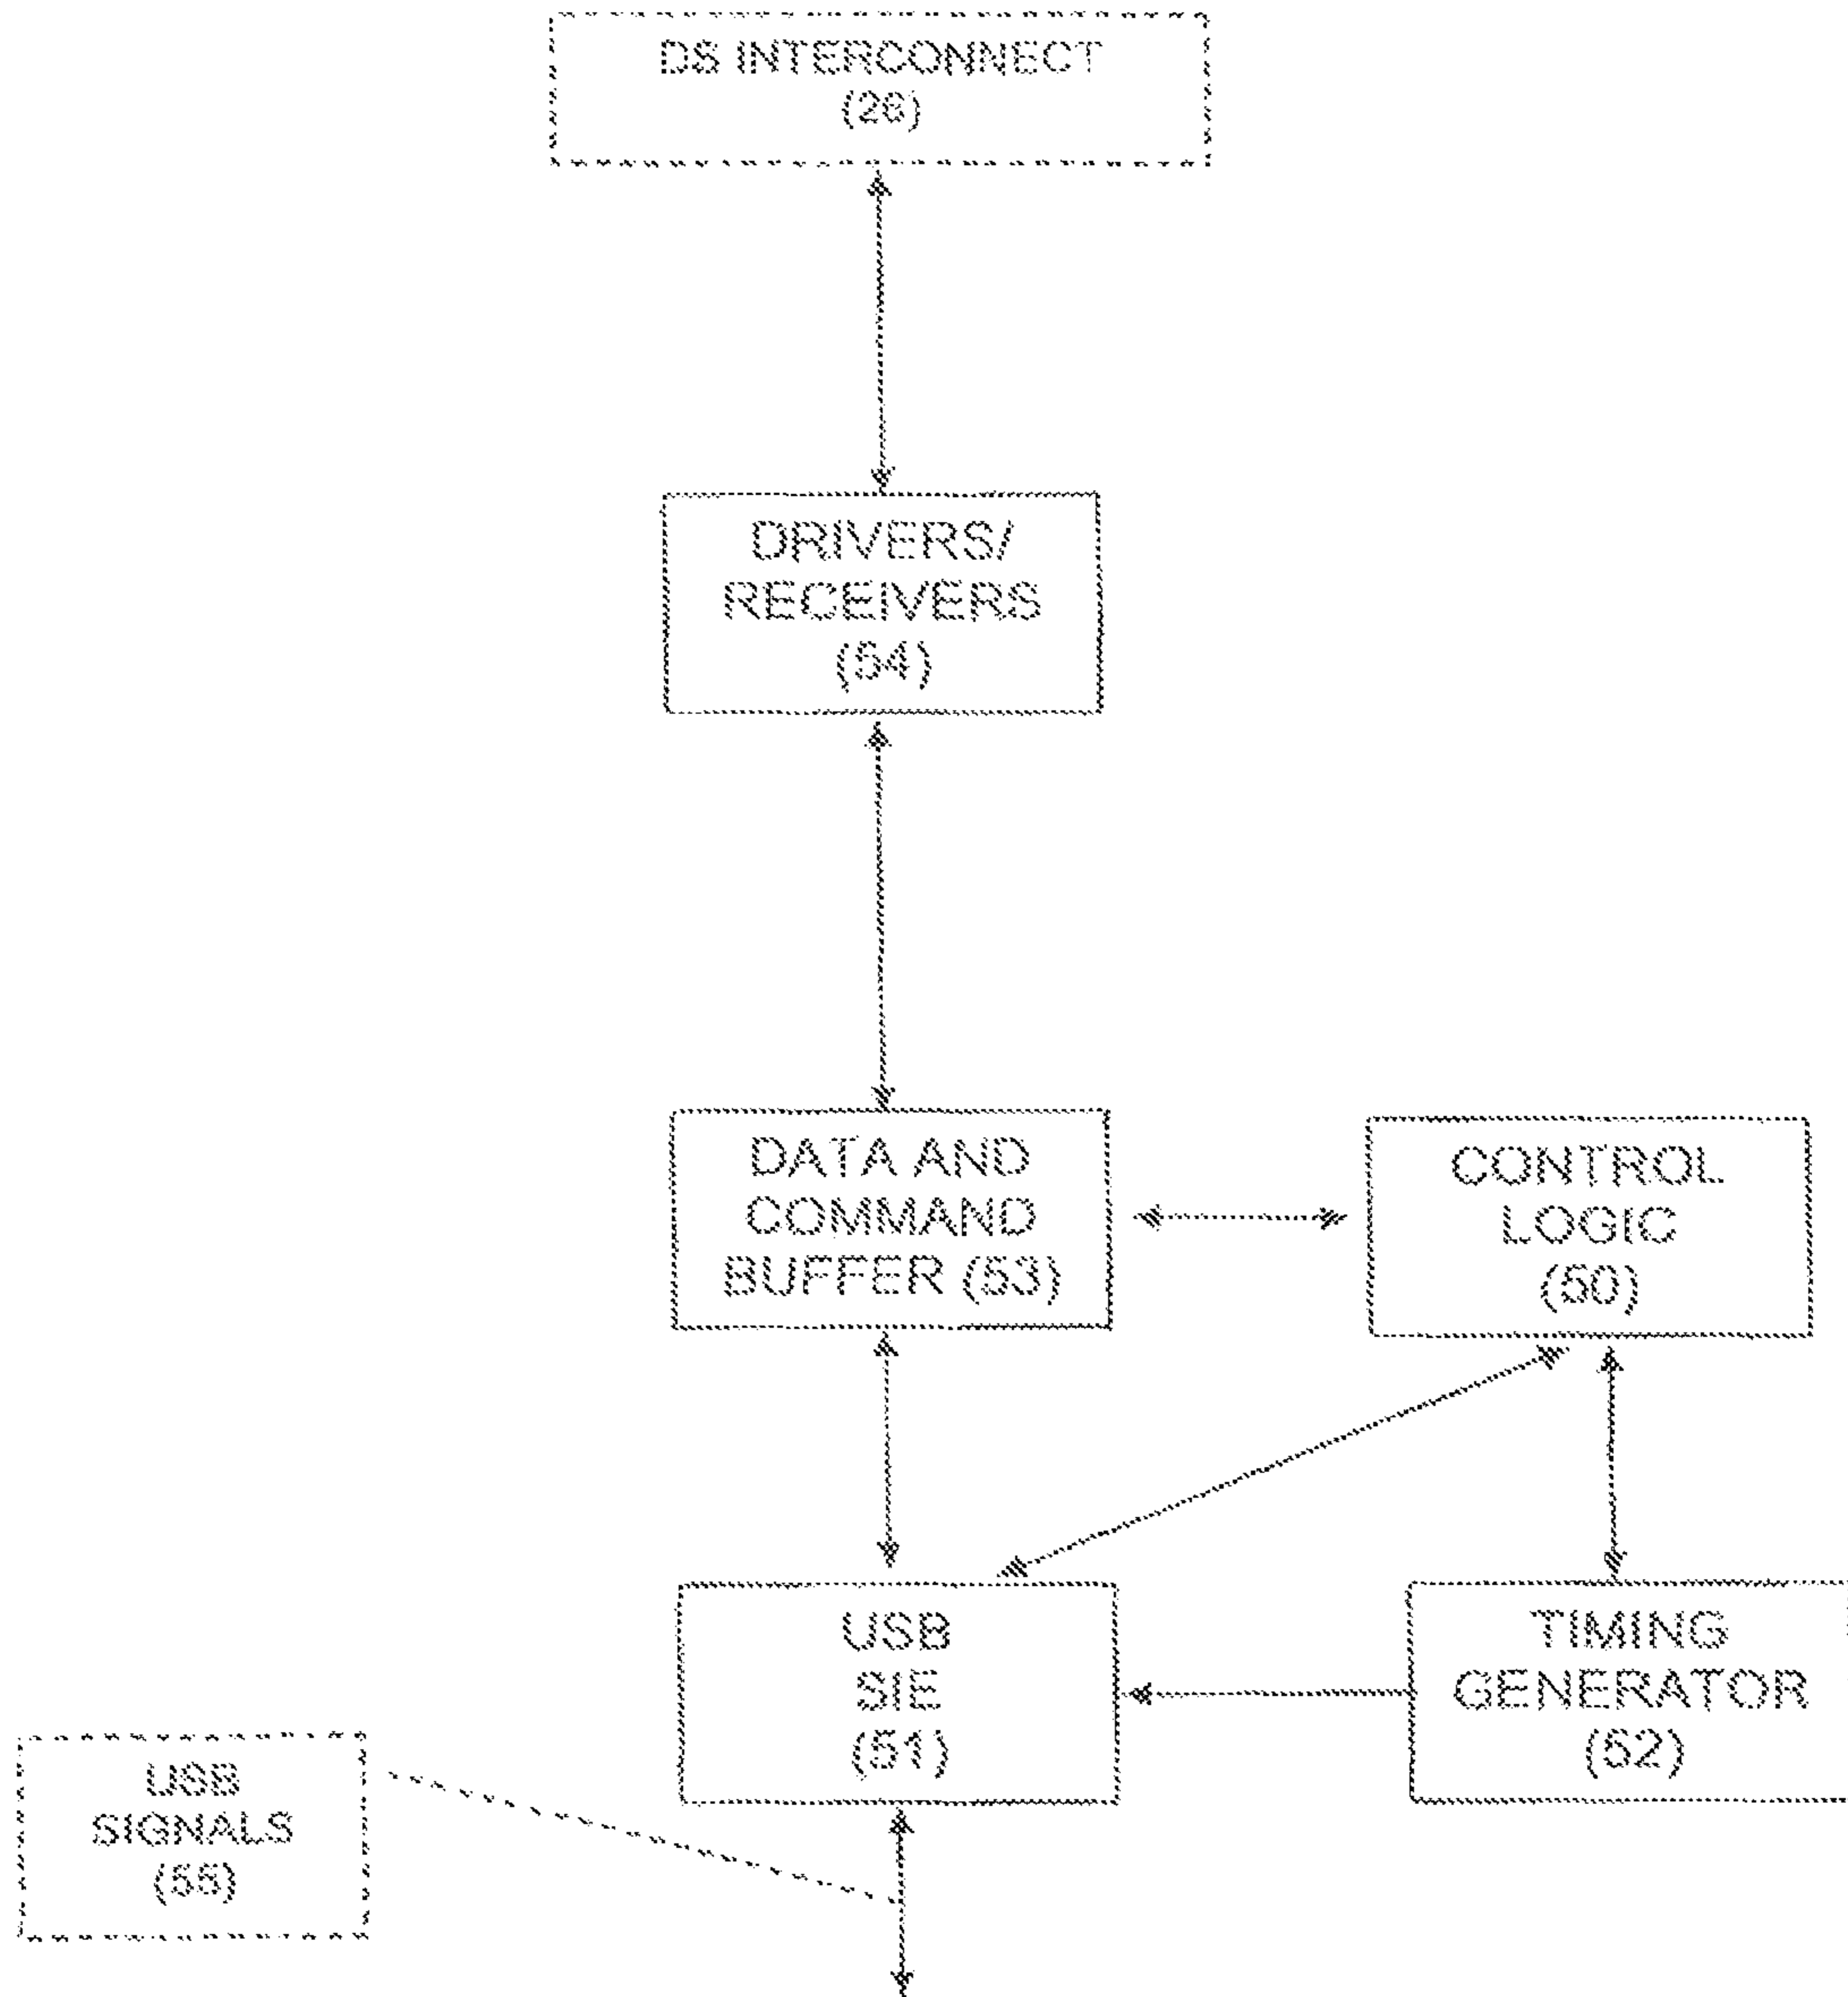 DS INTERCONNECT
(26)
DRIVERS/
RECEIVERS
(54)
DATA AND
COMMAND
BUFFER (53)
CONTROL
LOGIC
(50)
USB
SIE
(51)
TIMING
GENERATOR
(52)
USB
SIGNALS
(55)